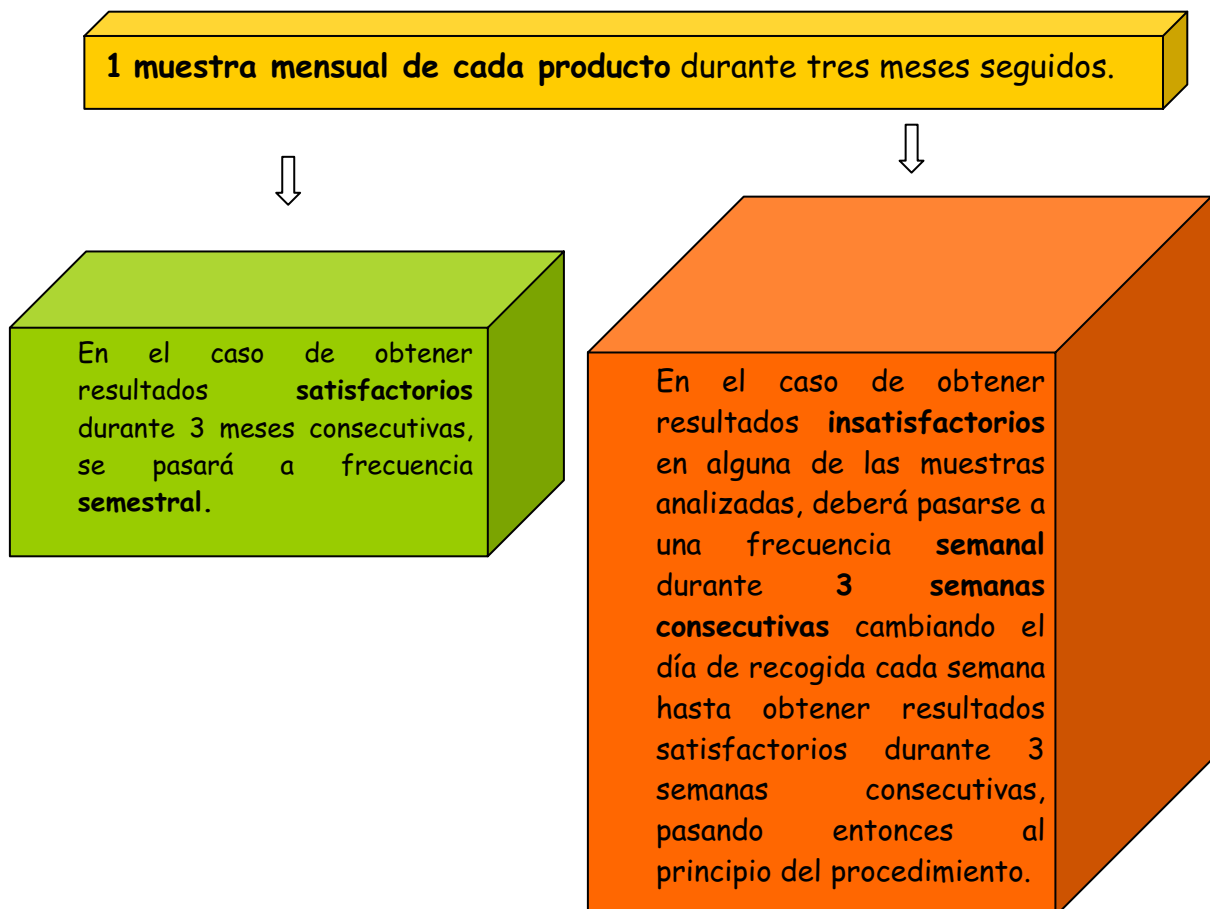 1 muestra mensual de cada producto durante tres meses seguidos.
En el caso de obtener
resultados satisfactorios
durante 3 meses consecutivas,
se pasará a frecuencia
semestral.
En el caso de obtener
resultados insatisfactorios
en alguna de las muestras
analizadas, deberá pasarse a
una frecuencia semanal
durante 3 semanas
consecutivas cambiando el
día de recogida cada semana
hasta obtener resultados
satisfactorios durante 3
semanas consecutivas,
pasando entonces al
principio del procedimiento.